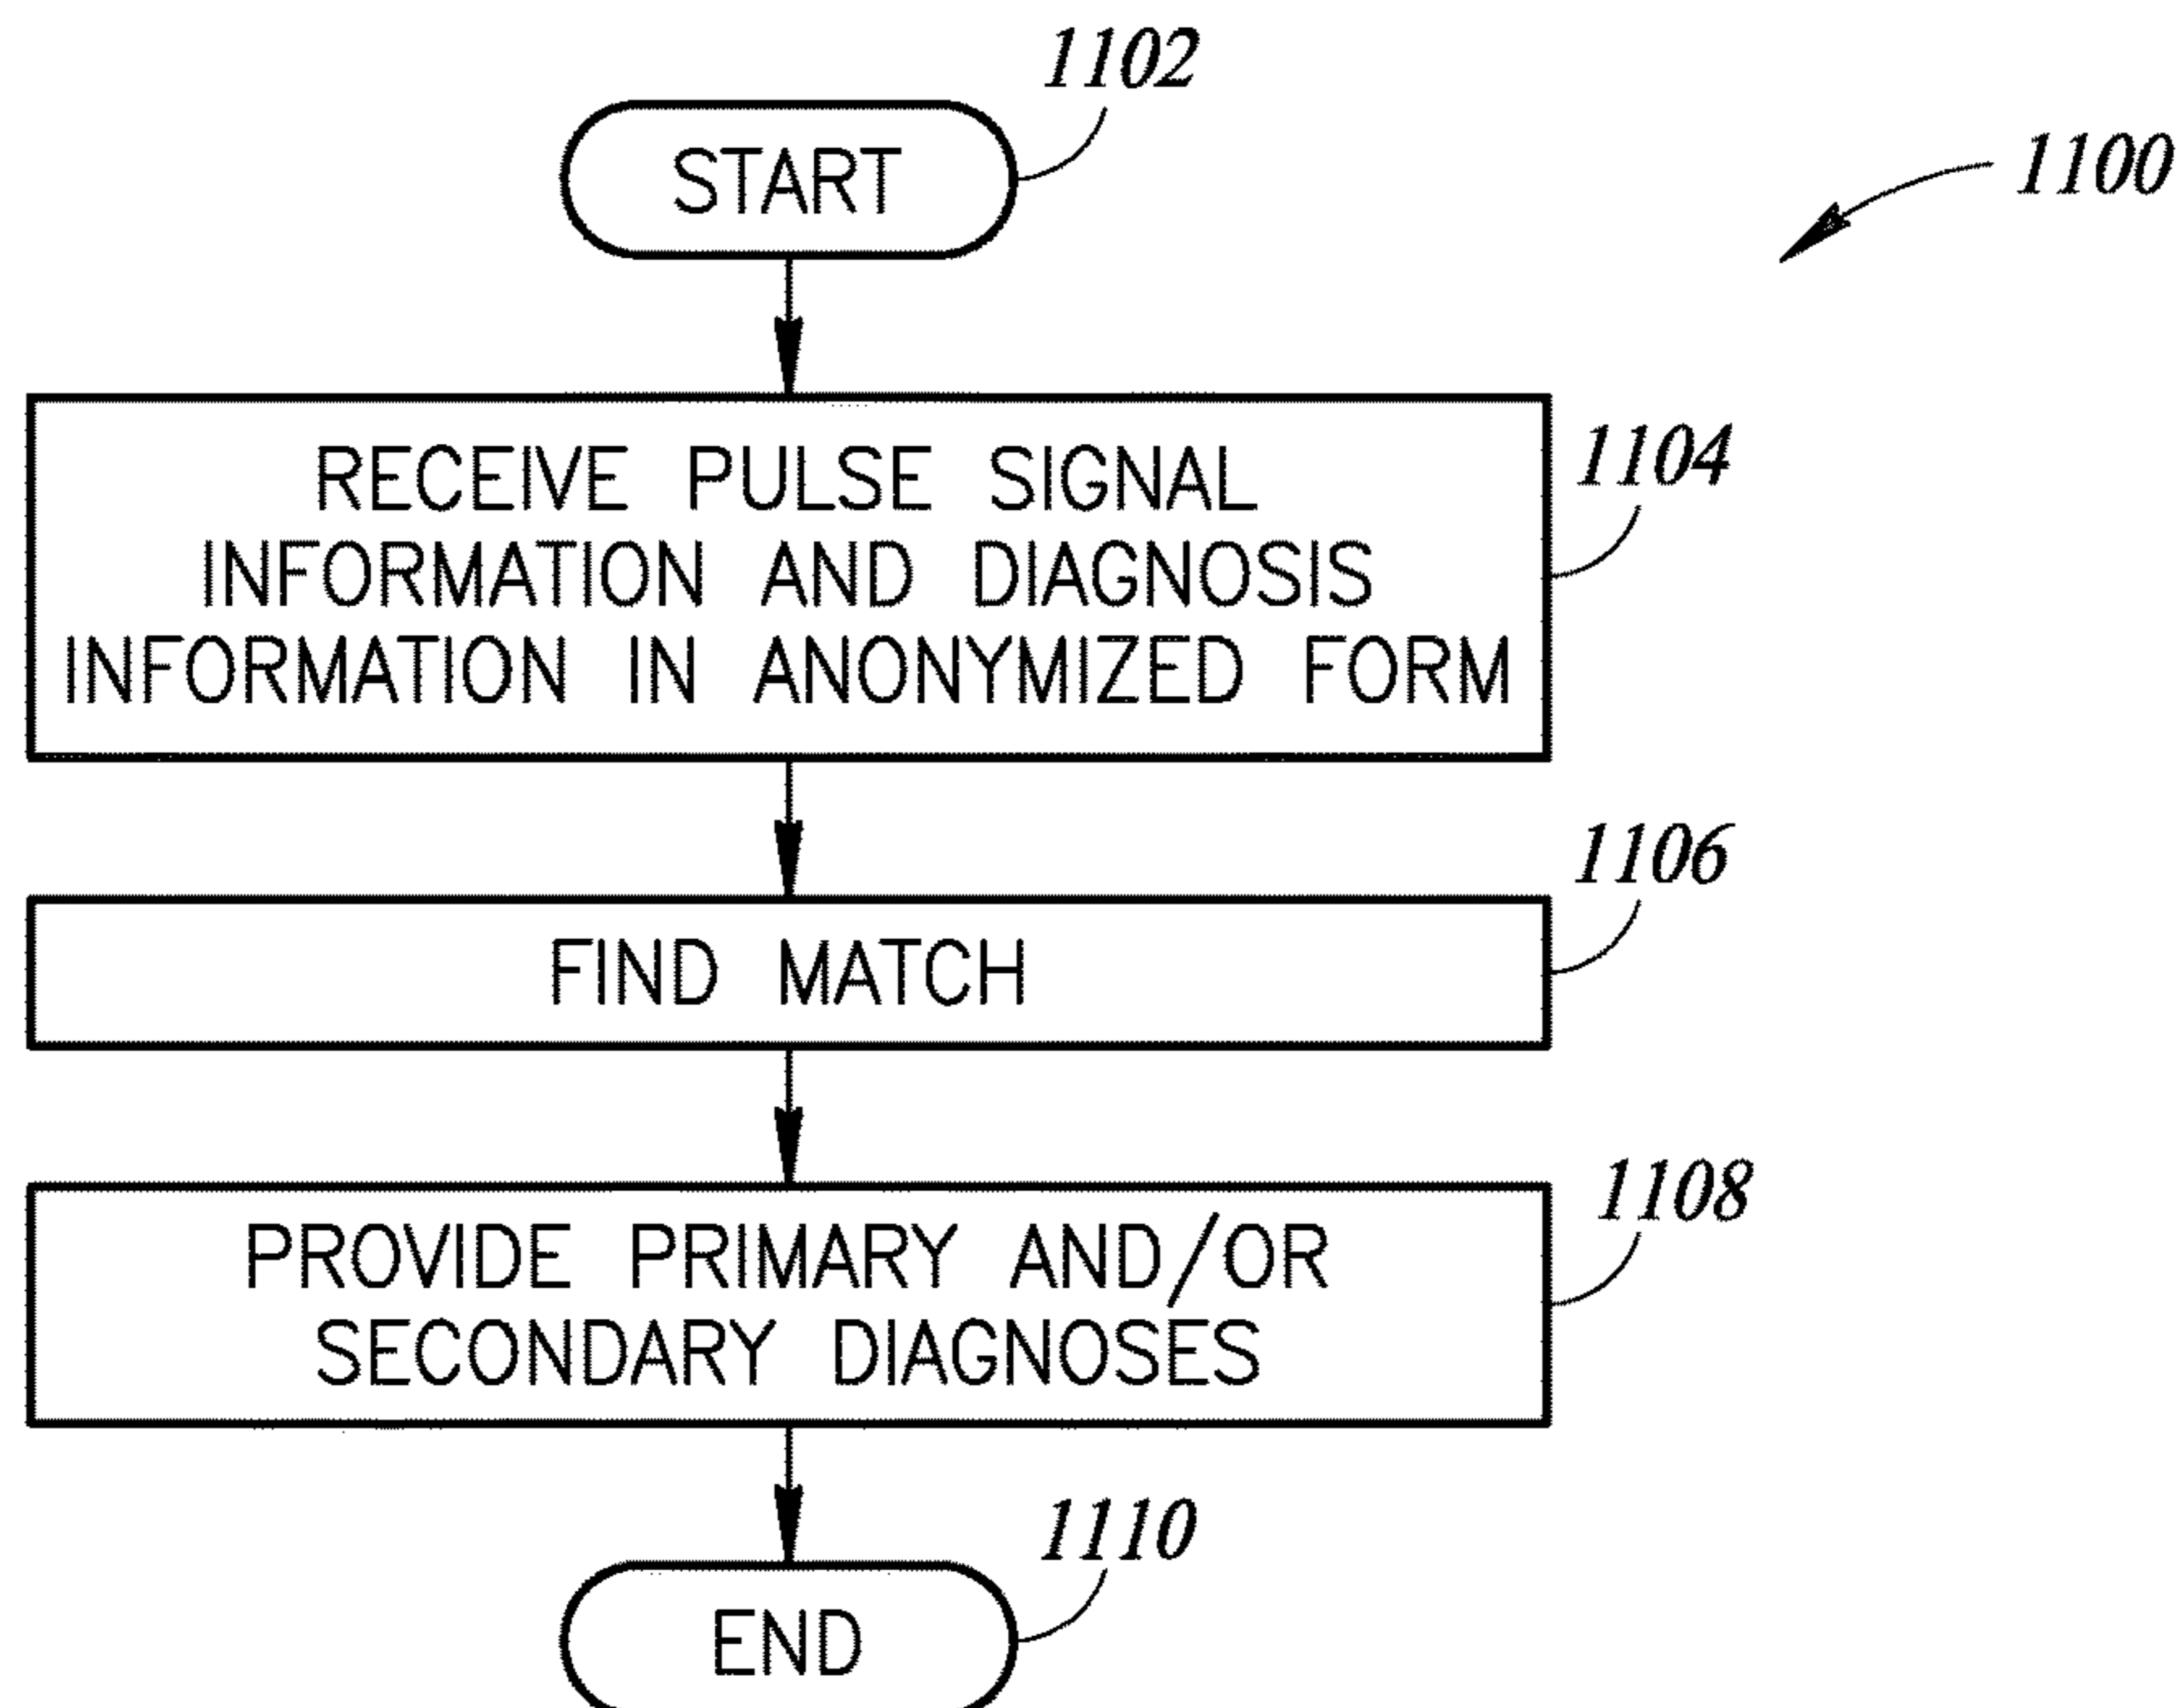 1102
START
1100
RECEIVE PULSE SIGNAL
INFORMATION AND DIAGNOSIS
INFORMATION IN ANONYMIZED FORM
1104
FIND MATCH
1106
PROVIDE PRIMARY AND/OR
SECONDARY DIAGNOSES
1108
END
1110